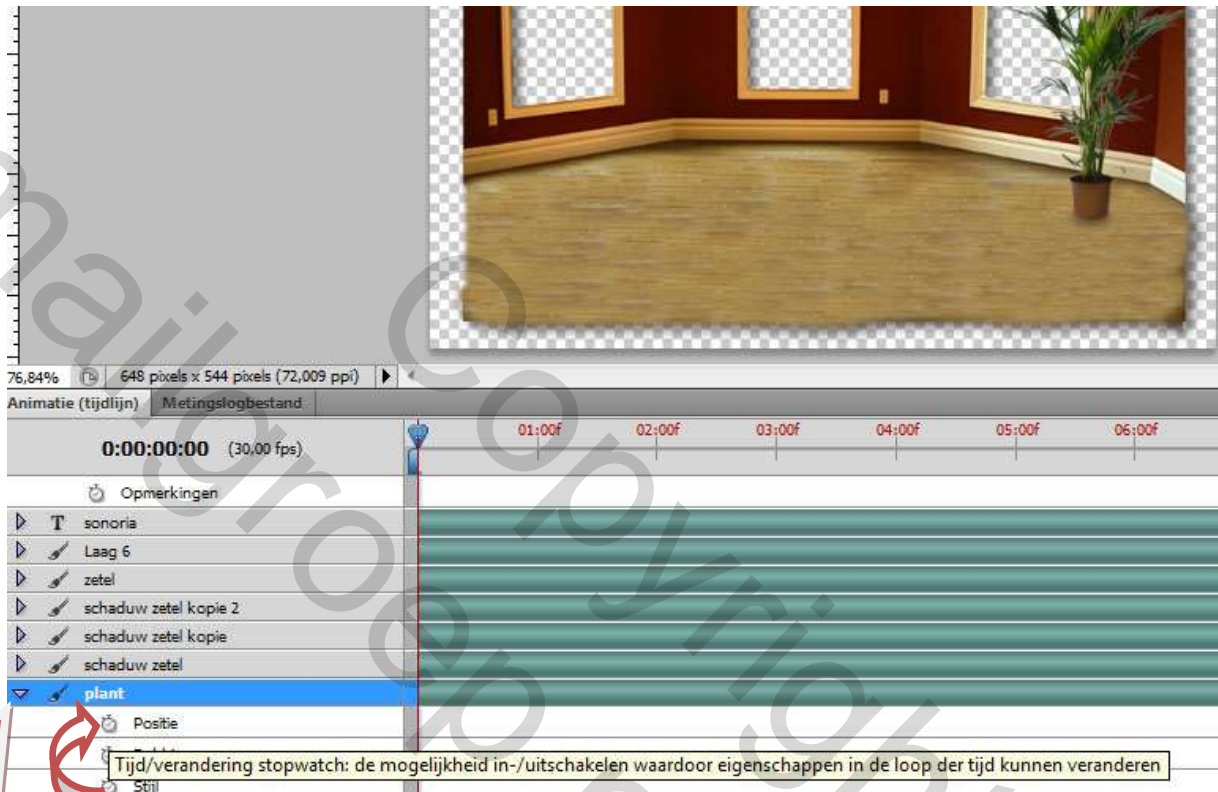 76,84%
648 pixels x 544 pixels (72,009 ppi)
Animatie (tijdlijn)
Metingslogbestand
0:00:00:00 (30,00 fps)
01:00f 02:00f 03:00f 04:00f 05:00f 06:00f
Opmerkingen
T sonoria
Laag 6
zetel
schaduw zetel kopie 2
schaduw zetel kopie
schaduw zetel
plant
Positie
Tijd/verandering stopwatch: de mogelijkheid in-/uitschakelen waardoor eigenschappen in de loop der tijd kunnen veranderen
Stijl
mailgroep
Copyright